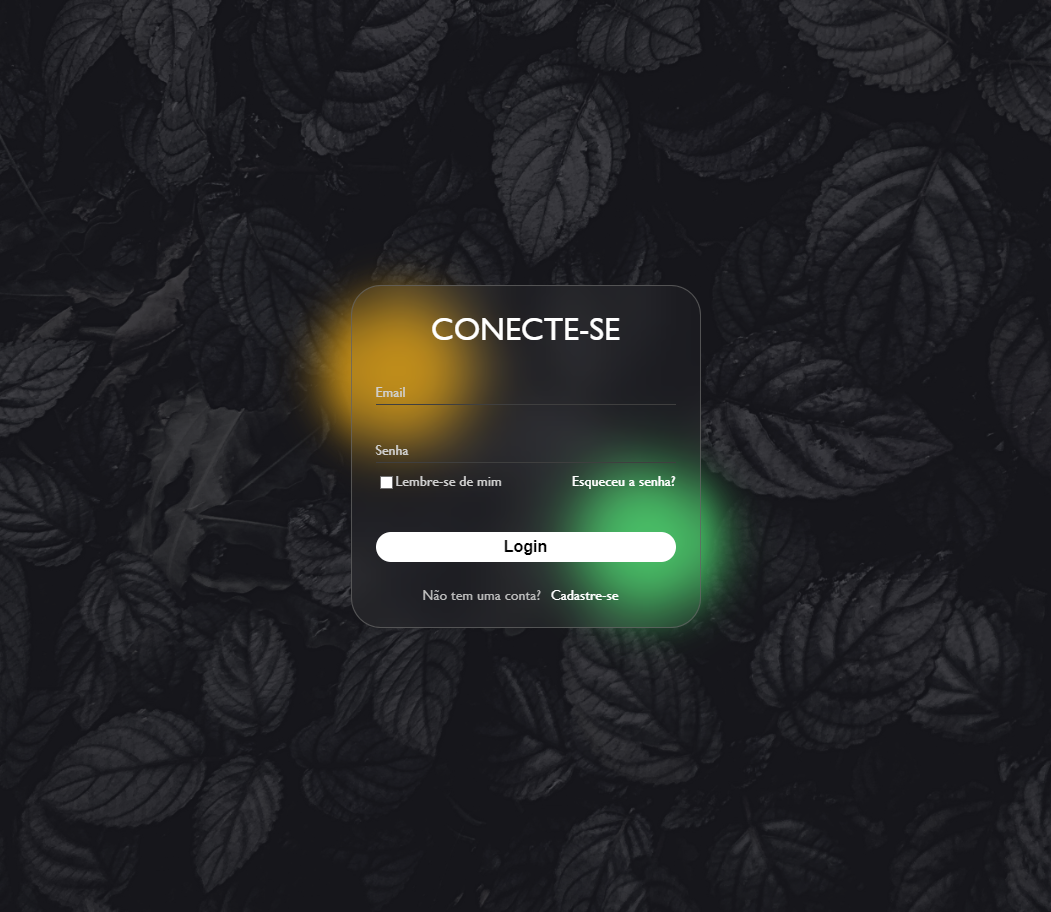 CONECTE-SE
Email
Senha
Lembre-se de mim Esqueceu a senha?
Login
Não tem uma conta? Cadastre-se